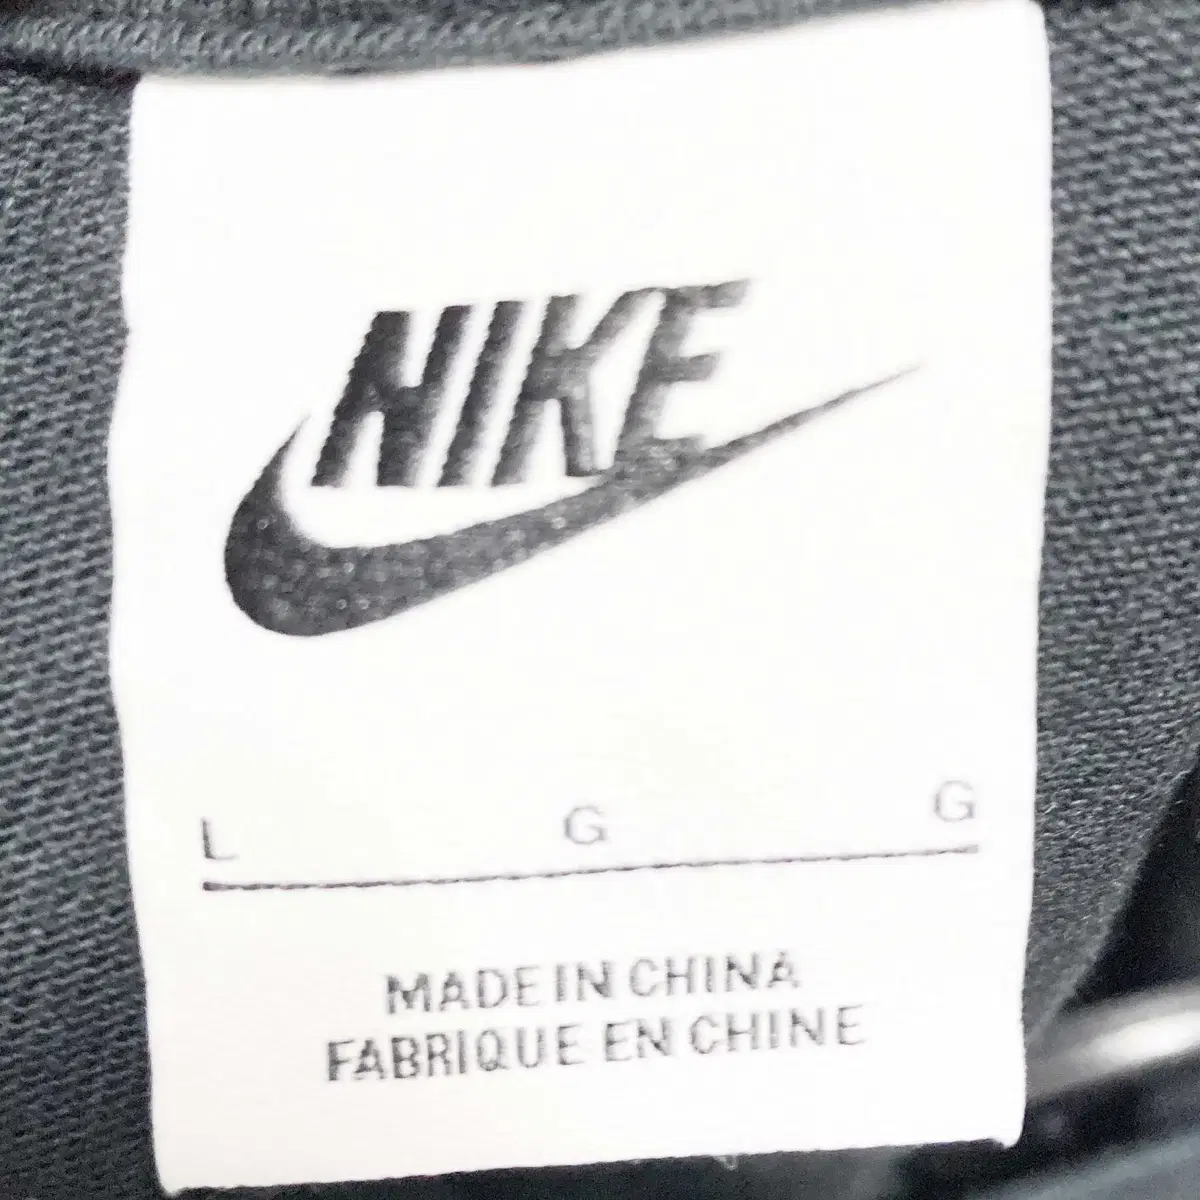 NIKE
L G G
MADE IN CHINA
FABRIQUE EN CHINE